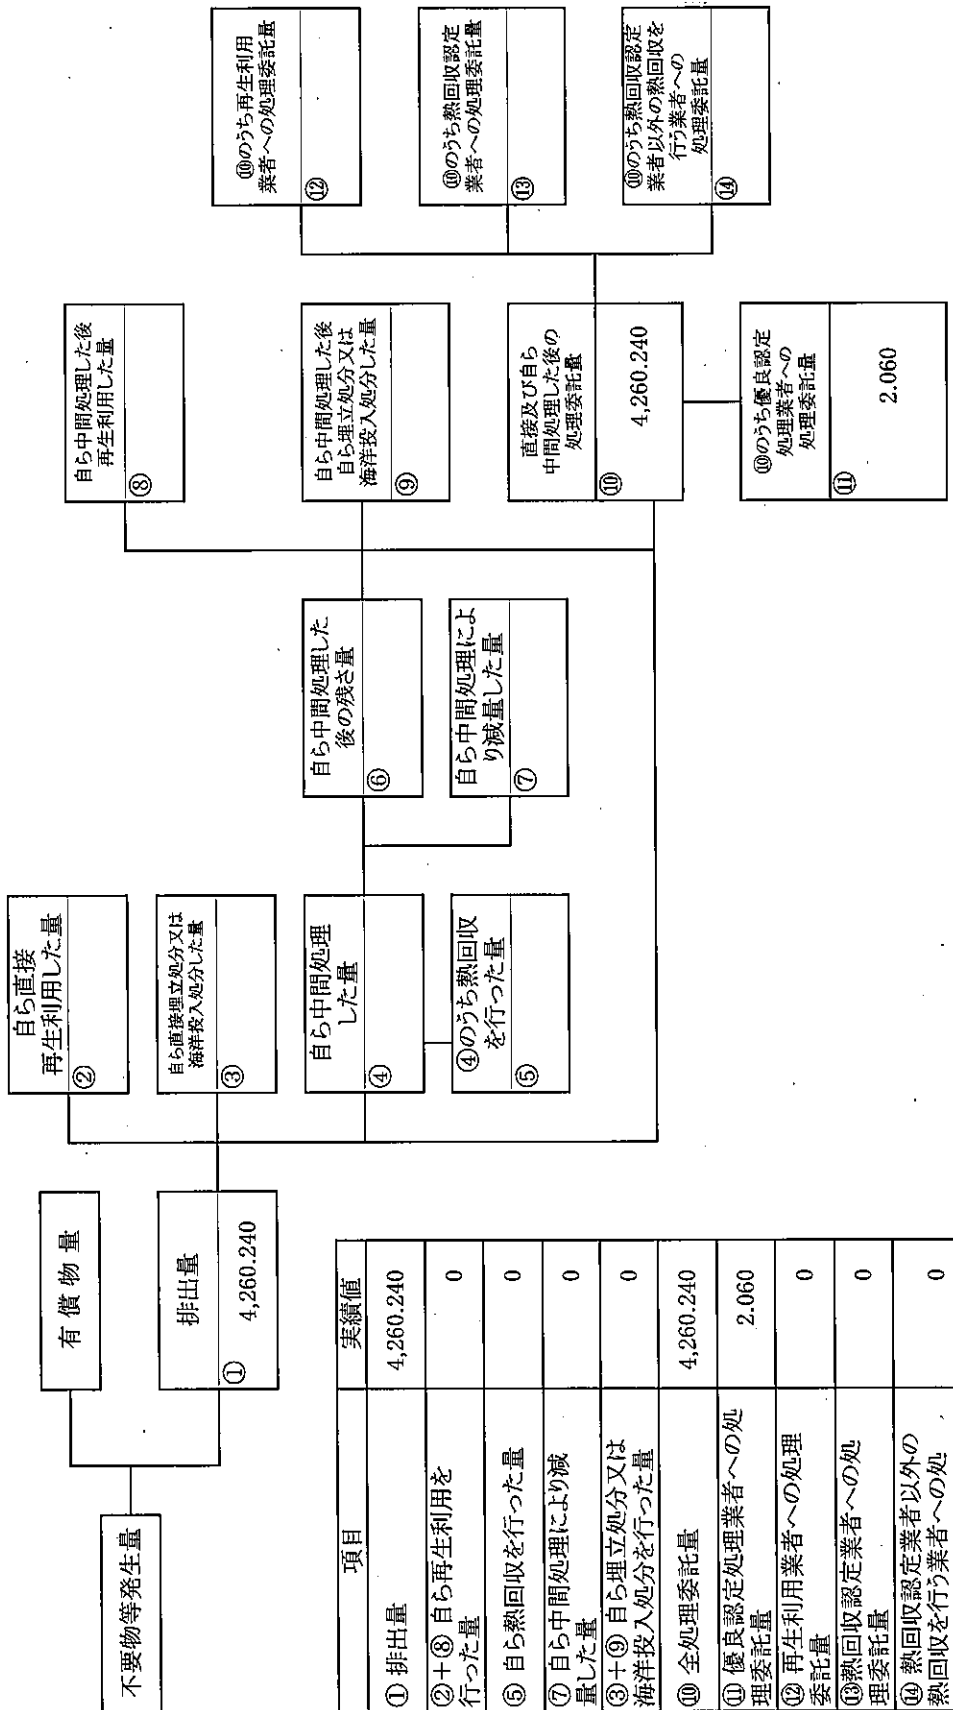 不要物等発生量
有 償 物 量
排出量
①
4,260.240
自ら直接
再生利用した量
②
自ら直接埋立処分又は
海洋投入処分した量
③
自ら中間処理
した量
④
④のうち熱回収
を行った量
⑤
自ら中間処理した
後の残さ量
⑥
自ら中間処理によ
り減量した量
⑦
自ら中間処理した後
再生利用した量
⑧
自ら中間処理した後
自ら埋立処分又は
海洋投入処分した量
⑨
直接及び自ら
中間処理した後の
処理委託量
⑩
4,260.240
⑩のうち優良認定
処理業者への
処理委託量
⑪
2.060
⑩のうち再生利用
業者への処理委託量
⑫
⑩のうち熱回収認定
業者への処理委託量
⑬
⑩のうち熱回収認定
業者以外の熱回収を
行う業者への
処理委託量
⑭
項目 実績値
① 排出量 4,260.240
②+⑧ 自ら再生利用を
行った量 0
⑤ 自ら熱回収を行った量 0
⑦ 自ら中間処理により減
量した量 0
③+⑨ 自ら埋立処分又は
海洋投入処分を行った量 0
⑩ 全処理委託量 4,260.240
⑪ 優良認定処理業者への処
理委託量 2.060
⑫ 再生利用業者への処理
委託量 0
⑬熱回収認定業者への処
理委託量 0
⑭ 熱回収認定業者以外の
熱回収を行う業者への処 0